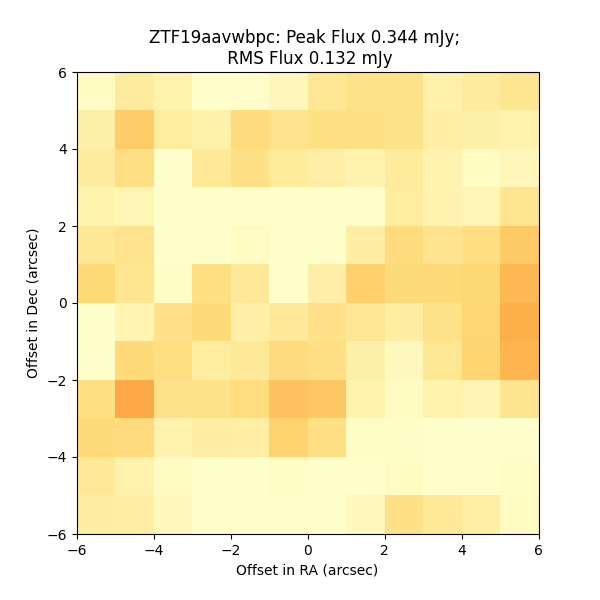 ZTF19aavwbpc: Peak Flux 0.344 mJy;
RMS Flux 0.132 mJy
6
4
2
0
−2
−4
−6
Offset in Dec (arcsec)
−6 −4 −2 0 2 4 6
Offset in RA (arcsec)